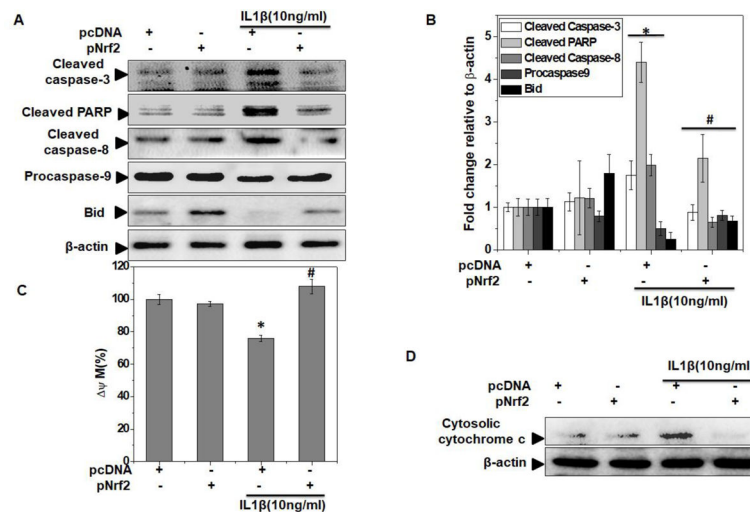 A
IL1β(10ng/ml)
pcDNA + - + -
pNrf2 - + - +
Cleaved
caspase-3
Cleaved PARP
Cleaved
caspase-8
Procaspase-9
Bid
β-actin
B
Cleaved Caspase-3
Cleaved PARP
Cleaved Caspase-8
Procaspase9
Bid
*
#
Fold change relative to β-actin
5
4
3
2
1
0
pcDNA + - + -
pNrf2 - + - +
IL1β(10ng/ml)
C
120
100
80
60
40
20
0
Δψ M(%)
*
#
pcDNA + - + -
pNrf2 - + - +
IL1β(10ng/ml)
D
IL1β(10ng/ml
pcDNA + - + -
pNrf2 - + - +
Cytosolic
cytochrome c
β-actin